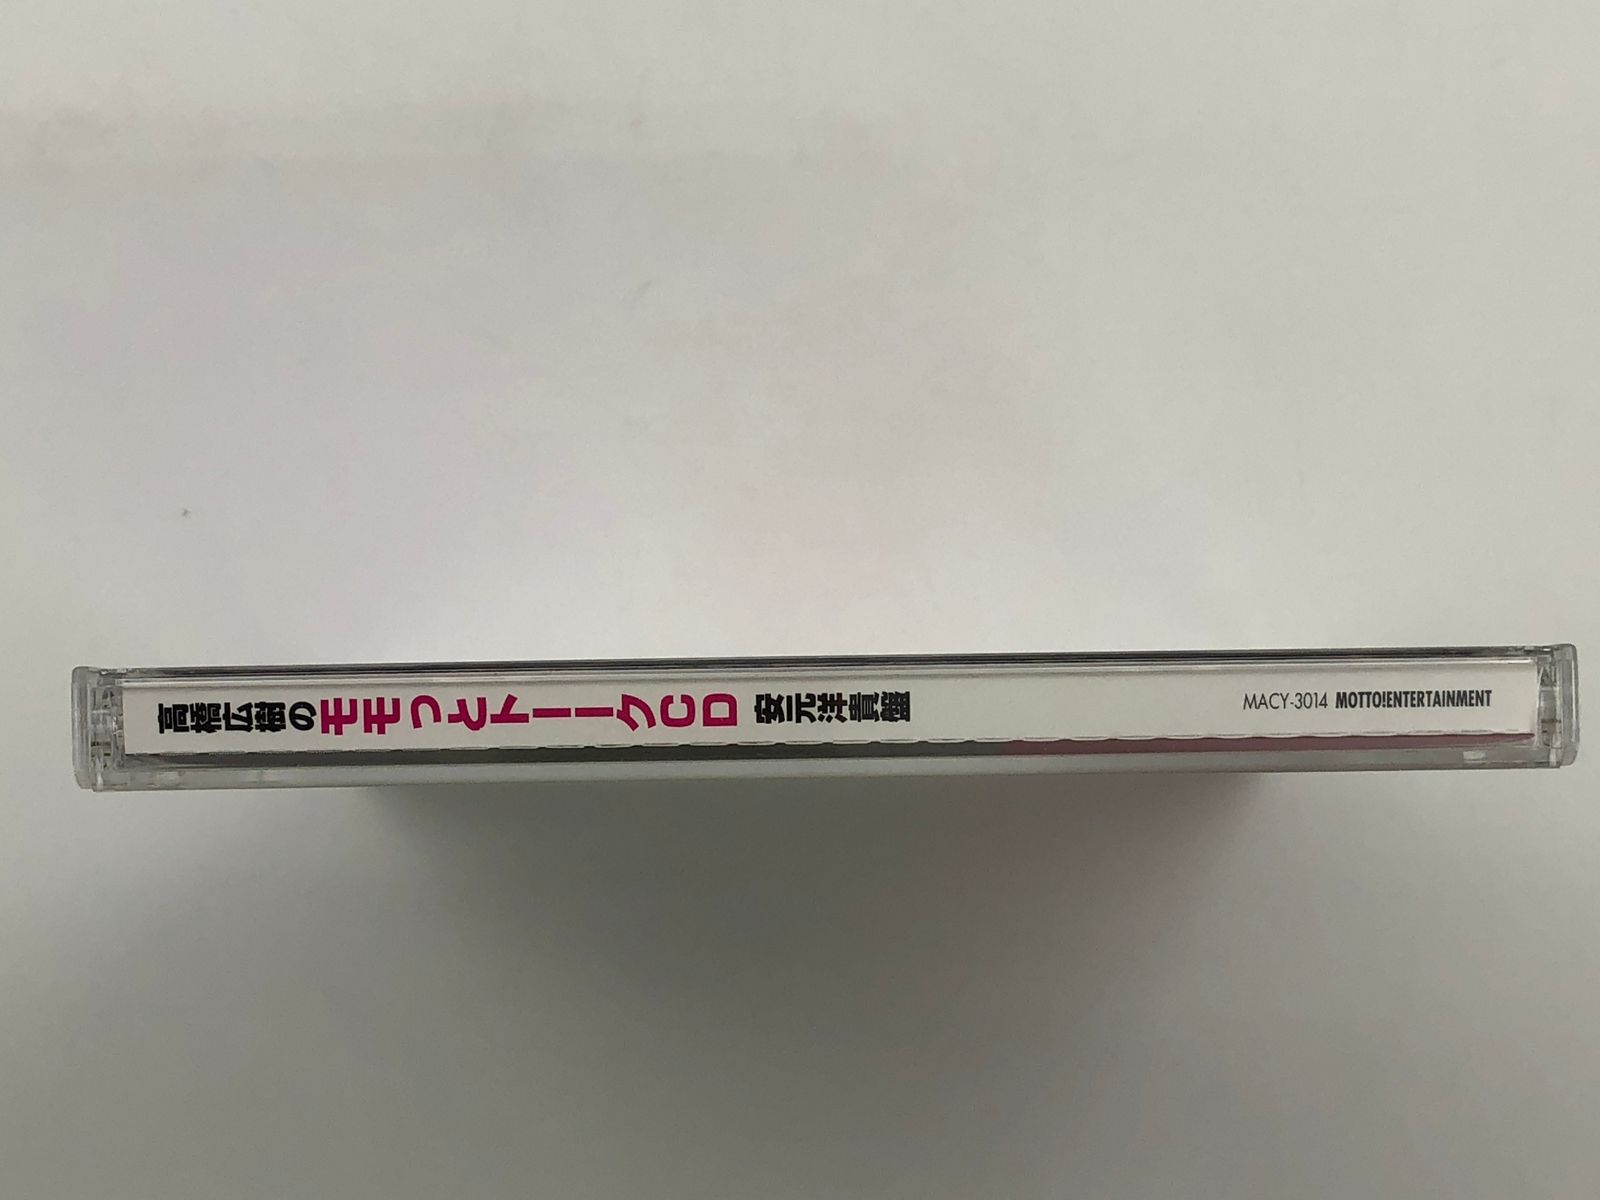 高橋広樹のモモっとトーークCD 安元洋貴盤
MACY-3014 MOTTO!ENTERTAINMENT